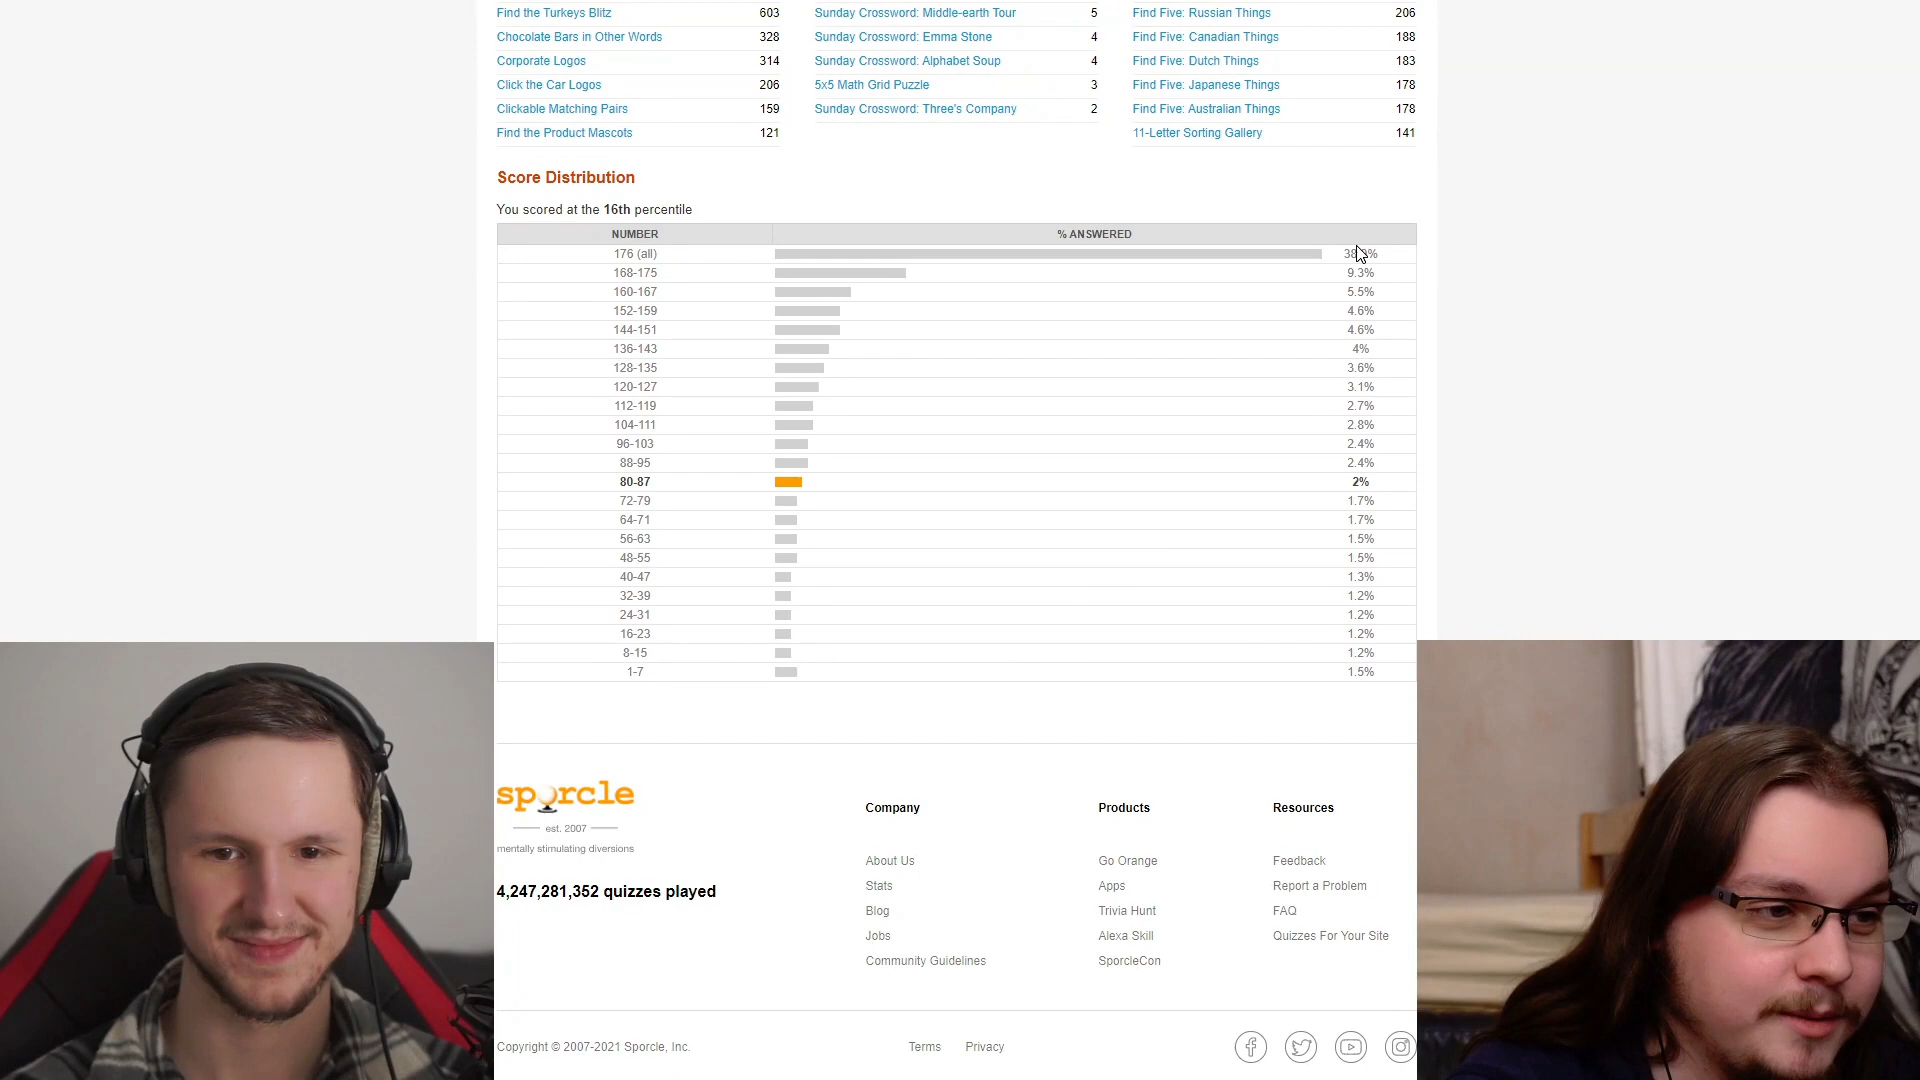 Find the Turkeys Blitz 603
Chocolate Bars in Other Words 328
Corporate Logos 314
Click the Car Logos 206
Clickable Matching Pairs 159
Find the Product Mascots 121
Sunday Crossword: Middle-earth Tour 5
Sunday Crossword: Emma Stone 4
Sunday Crossword: Alphabet Soup 4
5x5 Math Grid Puzzle 3
Sunday Crossword: Three's Company 2
Find Five: Russian Things 206
Find Five: Canadian Things 188
Find Five: Dutch Things 183
Find Five: Japanese Things 178
Find Five: Australian Things 178
11-Letter Sorting Gallery 141
Score Distribution
You scored at the 16th percentile
NUMBER % ANSWERED
176 (all)
168-175 9.3%
160-167 5.5%
152-159 4.6%
144-151 4.6%
136-143 4%
128-135 3.6%
120-127 3.1%
112-119 2.7%
104-111 2.8%
96-103 2.4%
88-95 2.4%
80-87 2%
72-79 1.7%
64-71 1.7%
56-63 1.5%
48-55 1.5%
40-47 1.3%
32-39 1.2%
24-31 1.2%
16-23 1.2%
8-15 1.2%
1-7 1.5%
sporcle
est. 2007
mentally stimulating diversions
4,247,281,352 quizzes played
Company
About Us
Stats
Blog
Jobs
Community Guidelines
Products
Go Orange
Apps
Trivia Hunt
Alexa Skill
SporcleCon
Resources
Feedback
Report a Problem
FAQ
Quizzes For Your Site
Copyright © 2007-2021 Sporcle, Inc.
Terms Privacy